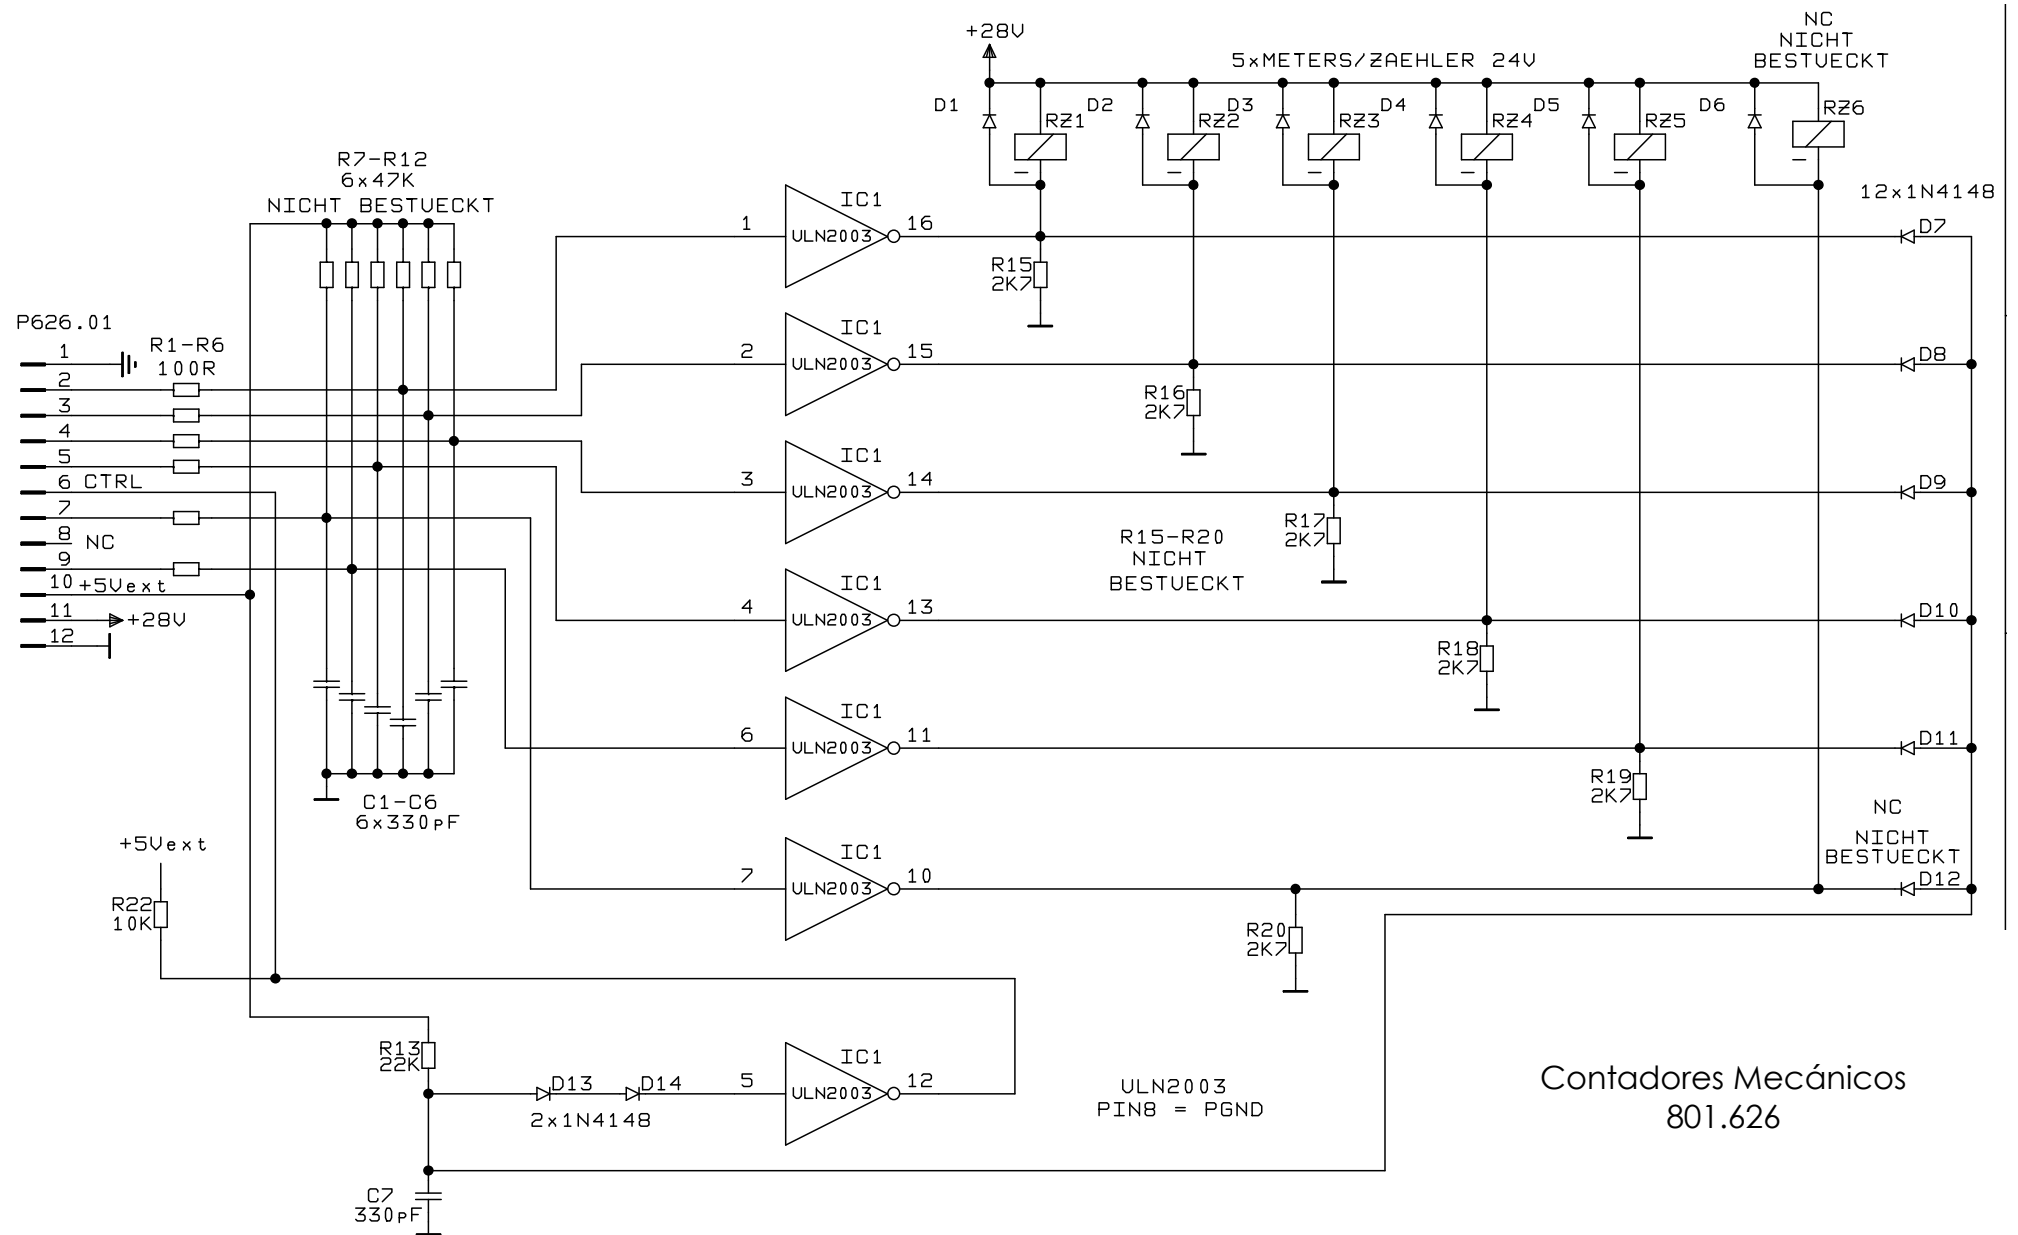 +28V
5xMETERS/ZAEHLER 24V
NC
NICHT
BESTUECKT
D1
RZ1
D2
RZ2
D3
RZ3
D4
RZ4
D5
RZ5
D6
RZ6
12x1N4148
R7-R12
6x47K
NICHT BESTUECKT
P626.01
1
R1-R6
100R
2
3
4
5
6 CTRL
7
8 NC
9
10 +5Vext
11 +28V
12
C1-C6
6x330pF
1
IC1
ULN2003
16
R15
2K7
D7
2
IC1
ULN2003
15
R16
2K7
D8
3
IC1
ULN2003
14
R17
2K7
D9
R15-R20
NICHT
BESTUECKT
4
IC1
ULN2003
13
R18
2K7
D10
6
IC1
ULN2003
11
R19
2K7
D11
NC
NICHT
BESTUECKT
7
IC1
ULN2003
10
R20
2K7
D12
+5Vext
R22
10K
R13
22K
D13
D14
2x1N4148
5
IC1
ULN2003
12
C7
330pF
ULN2003
PIN8 = PGND
Contadores Mecánicos
801.626